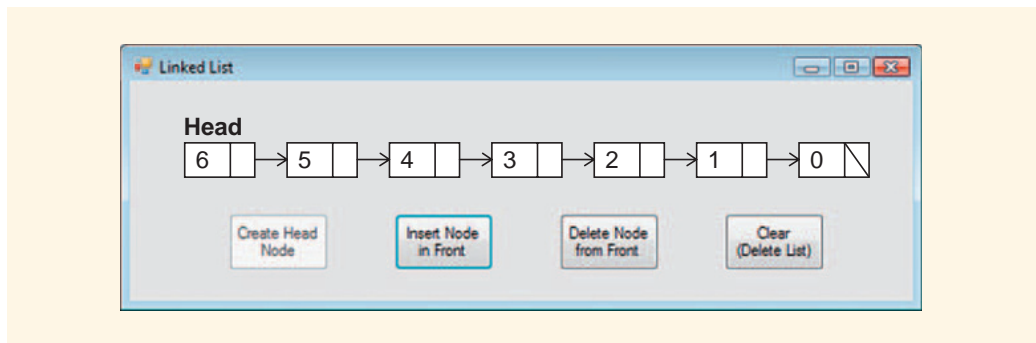 Linked List
Head
6 5 4 3 2 1 0
Create Head Insert Node Delete Node Clear
Node in Front from Front (Delete List)